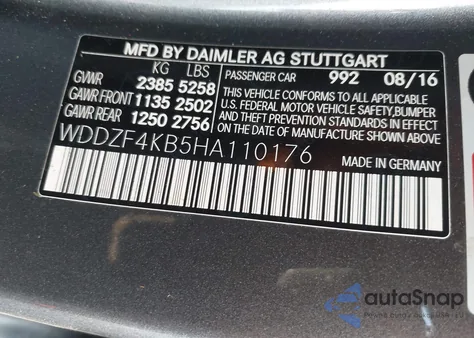 MFD BY DAIMLER AG STUTTGART
KG LBS
GVWR 2385 5258
GAWR FRONT 1135 2502
GAWR REAR 1250 2756
PASSENGER CAR 992 08/16
THIS VEHICLE CONFORMS TO ALL APPLICABLE
U.S. FEDERAL MOTOR VEHICLE SAFETY,BUMPER
AND THEFT PREVENTION STANDARDS IN EFFECT
ON THE DATE OF MANUFACTURE SHOWN ABOVE.
WDDZF4KB5HA110176
MADE IN GERMANY
autaSnap